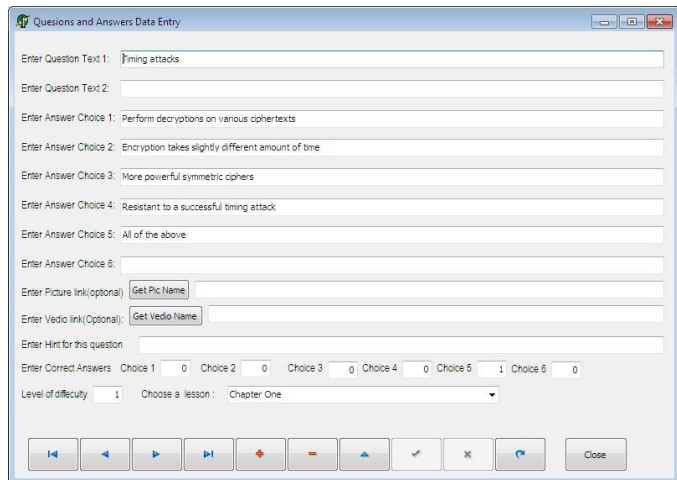 Quesions and Answers Data Entry
Enter Question Text 1: Timing attacks
Enter Question Text 2:
Enter Answer Choice 1: Perform decryptions on various ciphertexts
Enter Answer Choice 2: Encryption takes slightly different amount of time
Enter Answer Choice 3: More powerful symmetric ciphers
Enter Answer Choice 4: Resistant to a successful timing attack
Enter Answer Choice 5: All of the above
Enter Answer Choice 6:
Enter Picture link(optional) Get Pic Name
Enter Vedio link(Optional): Get Vedio Name
Enter Hint for this question
Enter Correct Answers Choice 1 0 Choice 2 0 Choice 3 0 Choice 4 0 Choice 5 1 Choice 6 0
Level of diffeculty 1 Choose a lesson : Chapter One
Close